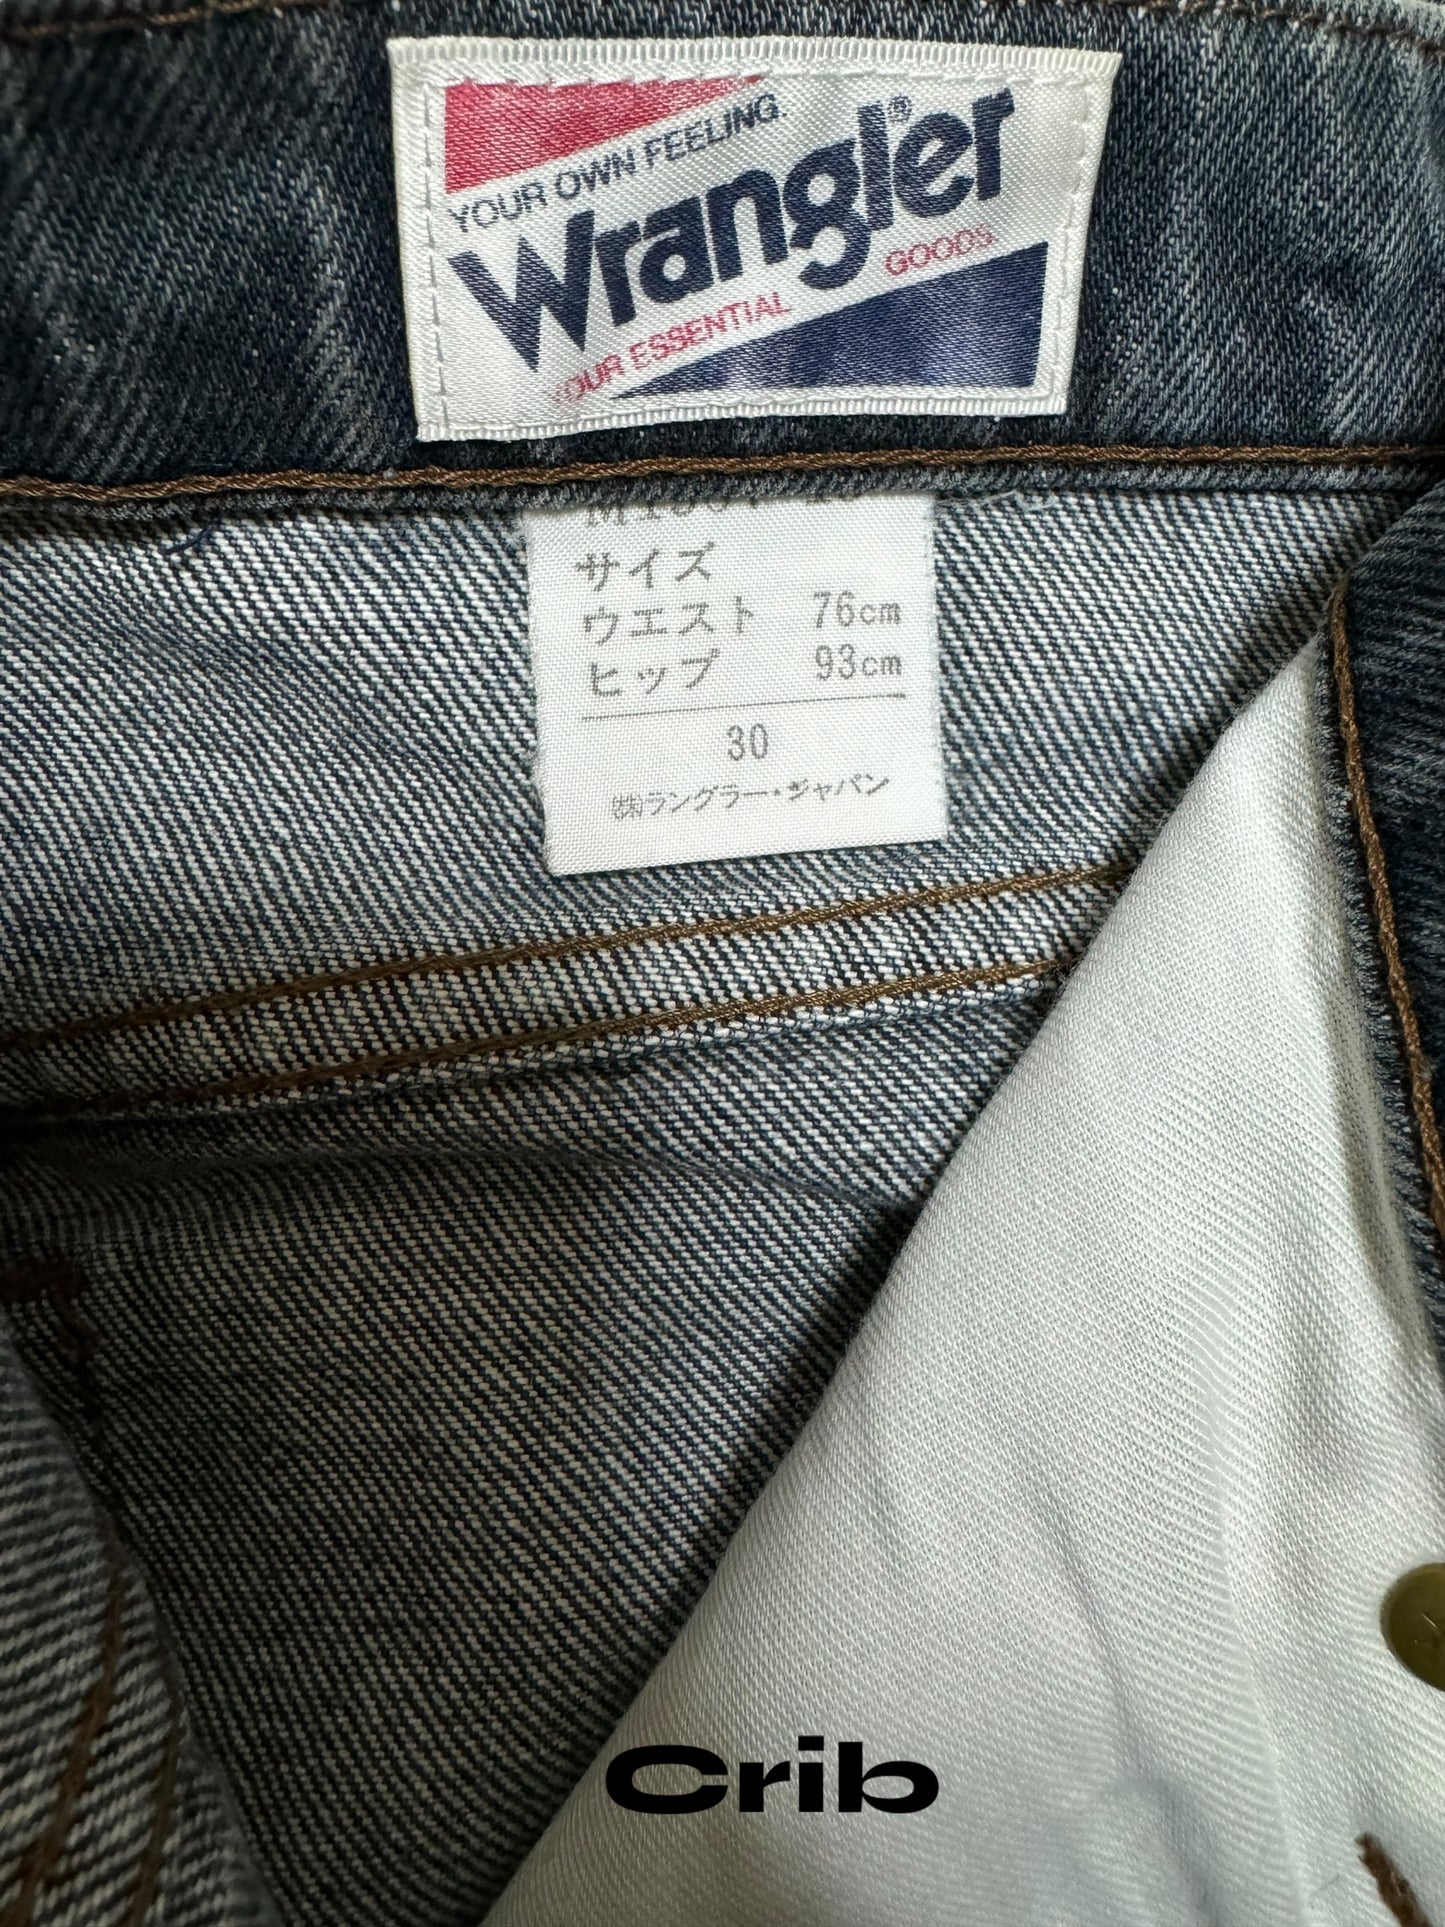 YOUR OWN FEELING.
Wrangler®
YOUR ESSENTIAL GOODS
サイズ
ウエスト 76cm
ヒップ 93cm
30
㈱ラングラー・ジャパン
Crib